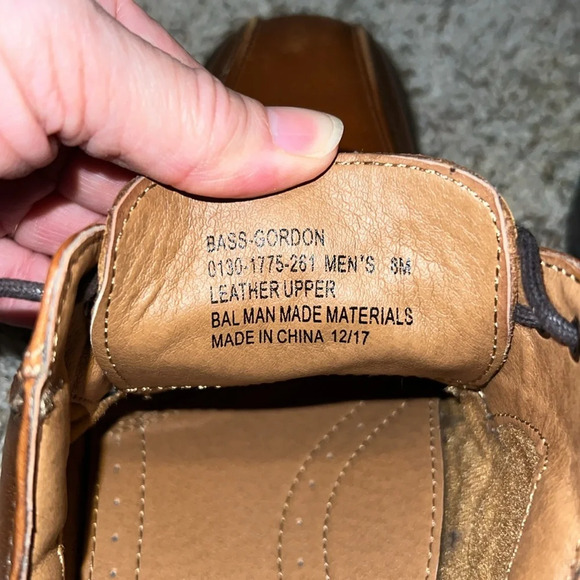 BASS-GORDON
0130-1775-261 MEN'S 8M
LEATHER UPPER
BAL MAN MADE MATERIALS
MADE IN CHINA 12/17